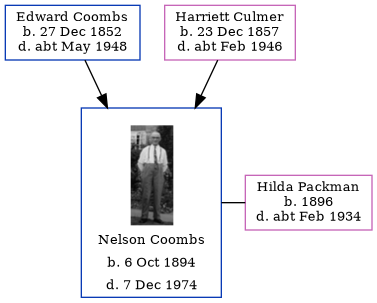 Edward Coombs
b. 27 Dec 1852
d. abt May 1948
Harriett Culmer
b. 23 Dec 1857
d. abt Feb 1946
Nelson Coombs
b. 6 Oct 1894
d. 7 Dec 1974
Hilda Packman
b. 1896
d. abt Feb 1934